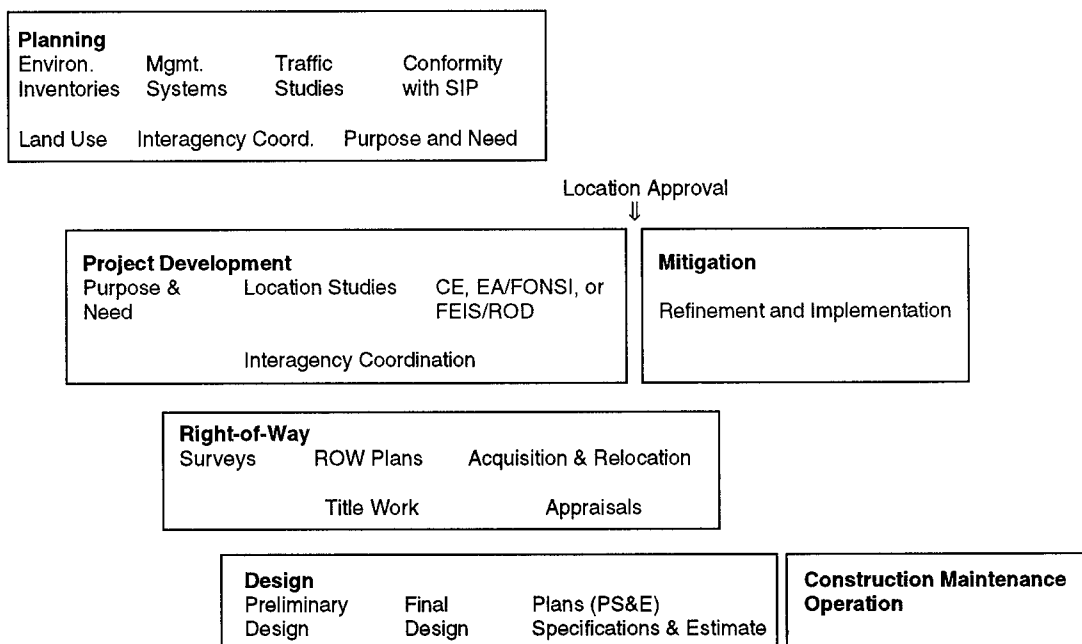 Planning
Environ. Mgmt. Traffic Conformity
Inventories Systems Studies with SIP
Land Use Interagency Coord. Purpose and Need
Location Approval
⇓
Project Development
Purpose & Location Studies CE, EA/FONSI, or
Need FEIS/ROD
Interagency Coordination
Mitigation
Refinement and Implementation
Right-of-Way
Surveys ROW Plans Acquisition & Relocation
Title Work Appraisals
Design
Preliminary Final Plans (PS&E)
Design Design Specifications & Estimate
Construction Maintenance
Operation